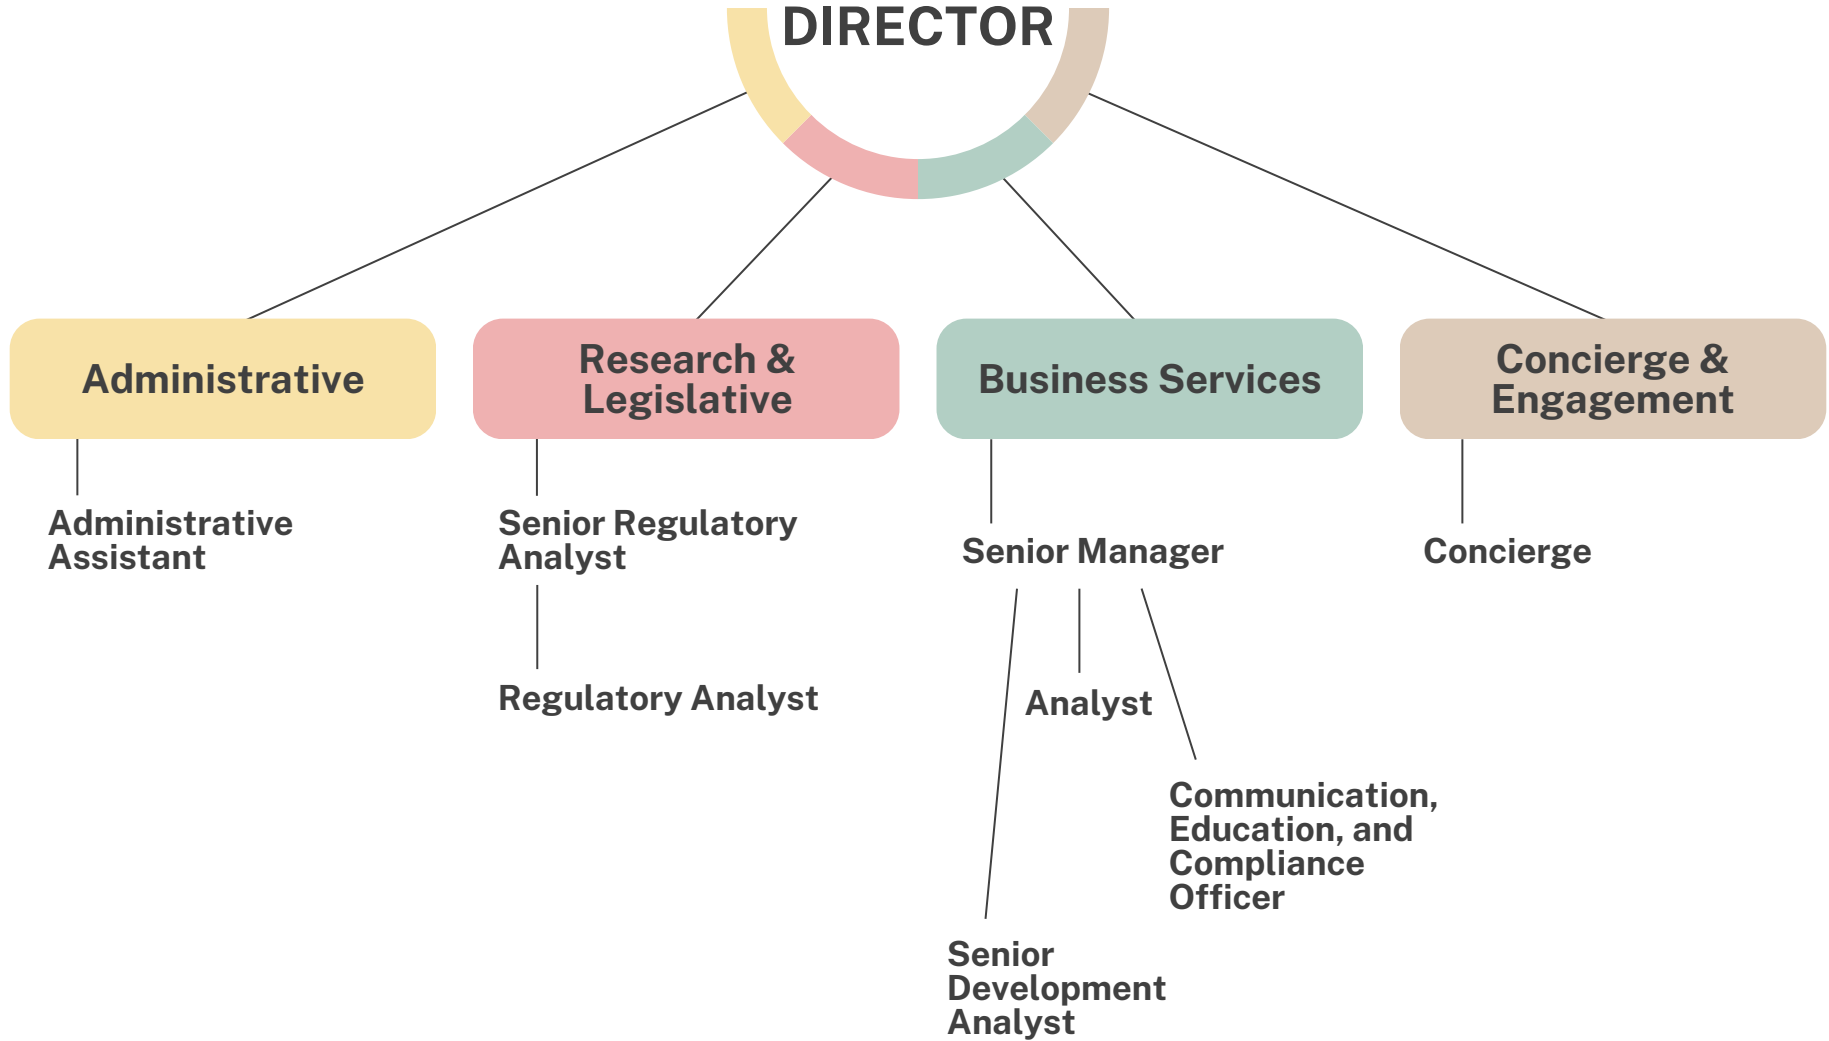 DIRECTOR
Administrative
Research &
Legislative
Business Services
Concierge &
Engagement
Administrative
Assistant
Senior Regulatory
Analyst
Regulatory Analyst
Senior Manager
Analyst
Communication,
Education, and
Compliance
Officer
Senior
Development
Analyst
Concierge